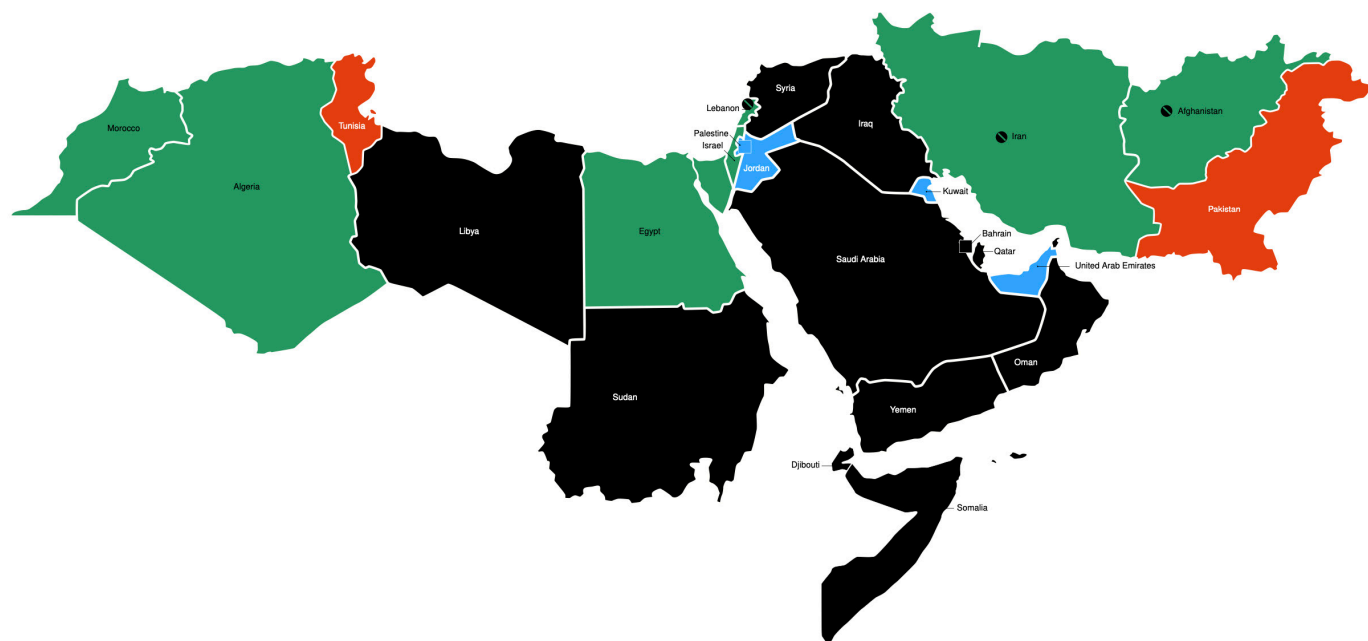 Morocco
Algeria
Tunisia
Libya
Egypt
Sudan
Lebanon
Palestine
Israel
Syria
Jordan
Iraq
Kuwait
Saudi Arabia
Bahrain
Qatar
United Arab Emirates
Oman
Yemen
Djibouti
Somalia
Iran
Afghanistan
Pakistan